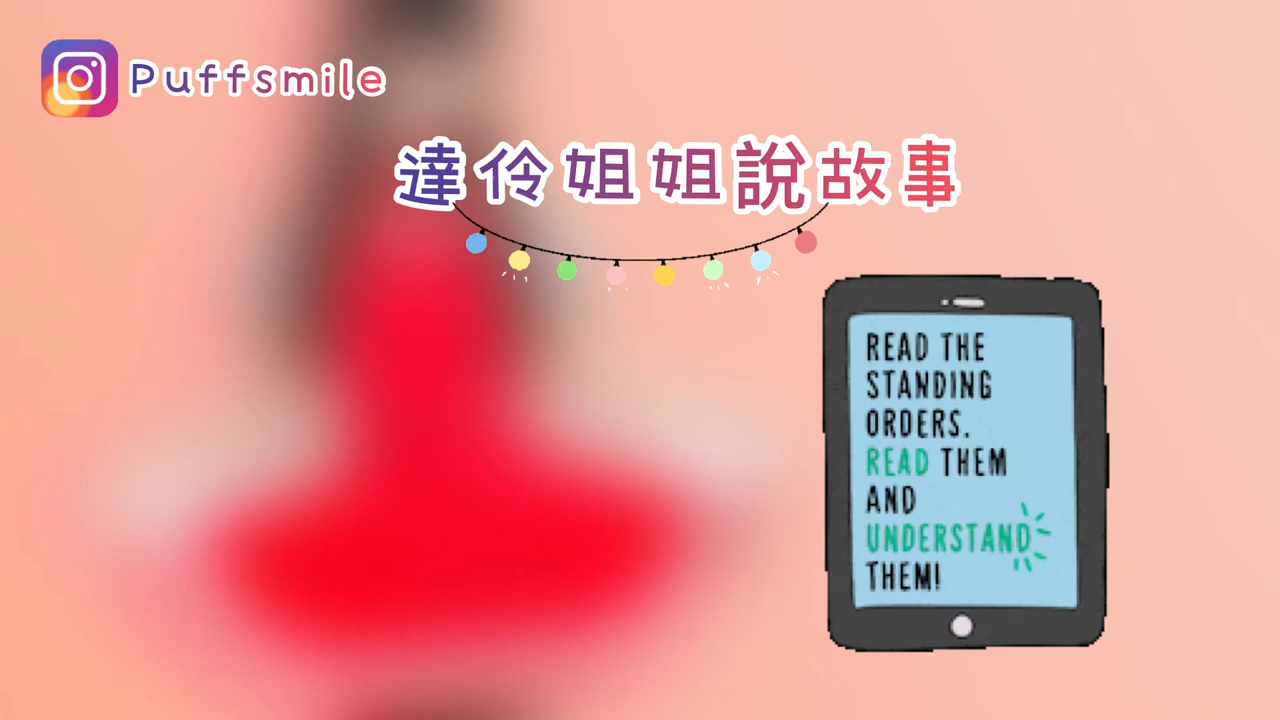 Puffsmile
達伶姐姐說故事
READ THE
STANDING
ORDERS.
READ THEM
AND
UNDERSTAND
THEM!